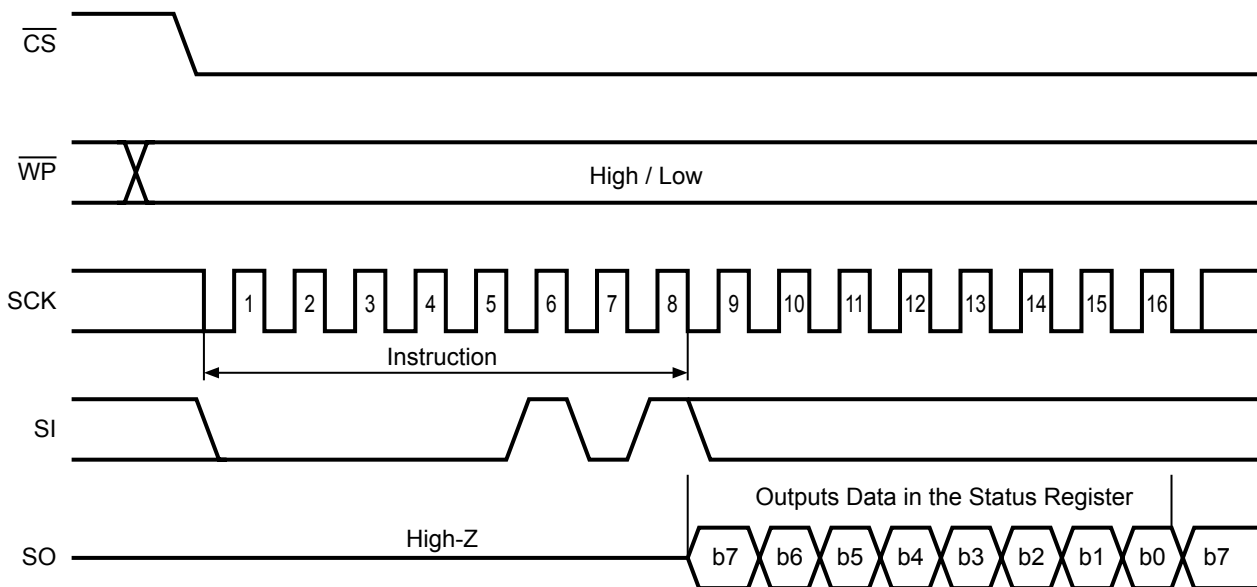 CS
WP
High / Low
SCK
1 2 3 4 5 6 7 8 9 10 11 12 13 14 15 16
Instruction
SI
Outputs Data in the Status Register
High-Z
SO
b7 b6 b5 b4 b3 b2 b1 b0 b7